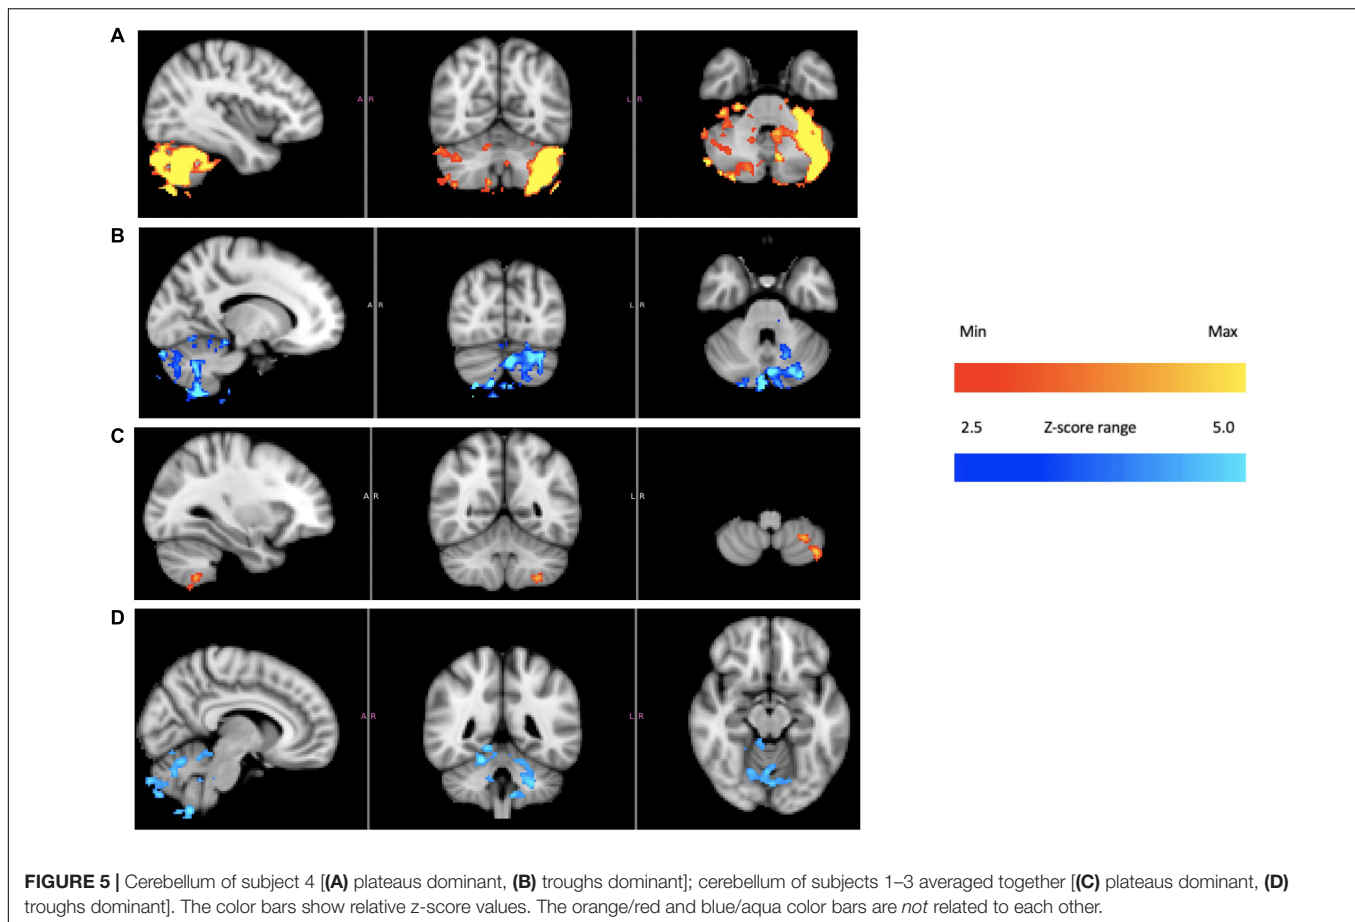 A
A R
L R
B
A R
L R
Min Max
2.5 Z-score range 5.0
C
A R
L R
D
A R
L R
FIGURE 5 | Cerebellum of subject 4 [(A) plateaus dominant, (B) troughs dominant]; cerebellum of subjects 1–3 averaged together [(C) plateaus dominant, (D)
troughs dominant]. The color bars show relative z-score values. The orange/red and blue/aqua color bars are not related to each other.